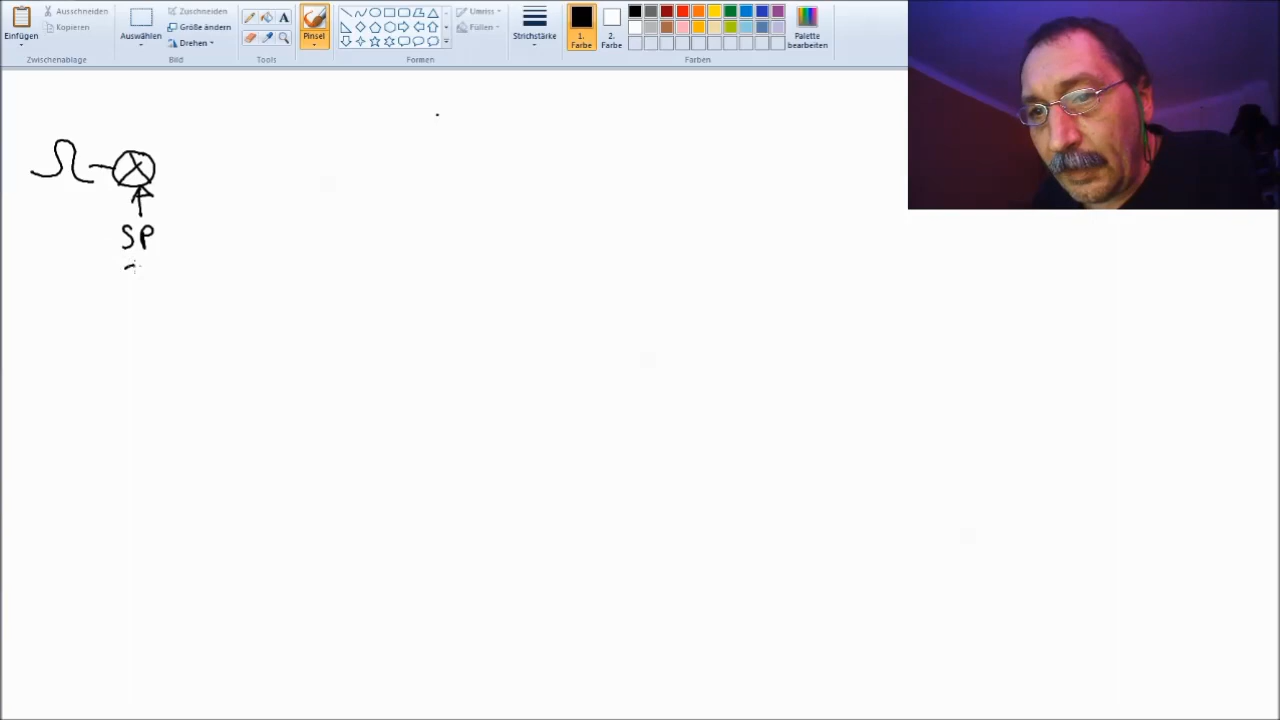 Einfügen
Ausschneiden
Kopieren
Zwischenablage
Auswählen
Zuschneiden
Größe ändern
Drehen
Bild
A
Tools
Pinsel
Umriss
Füllen
Formen
Strichstärke
1.
Farbe
2.
Farbe
Palette
bearbeiten
Farben
SP